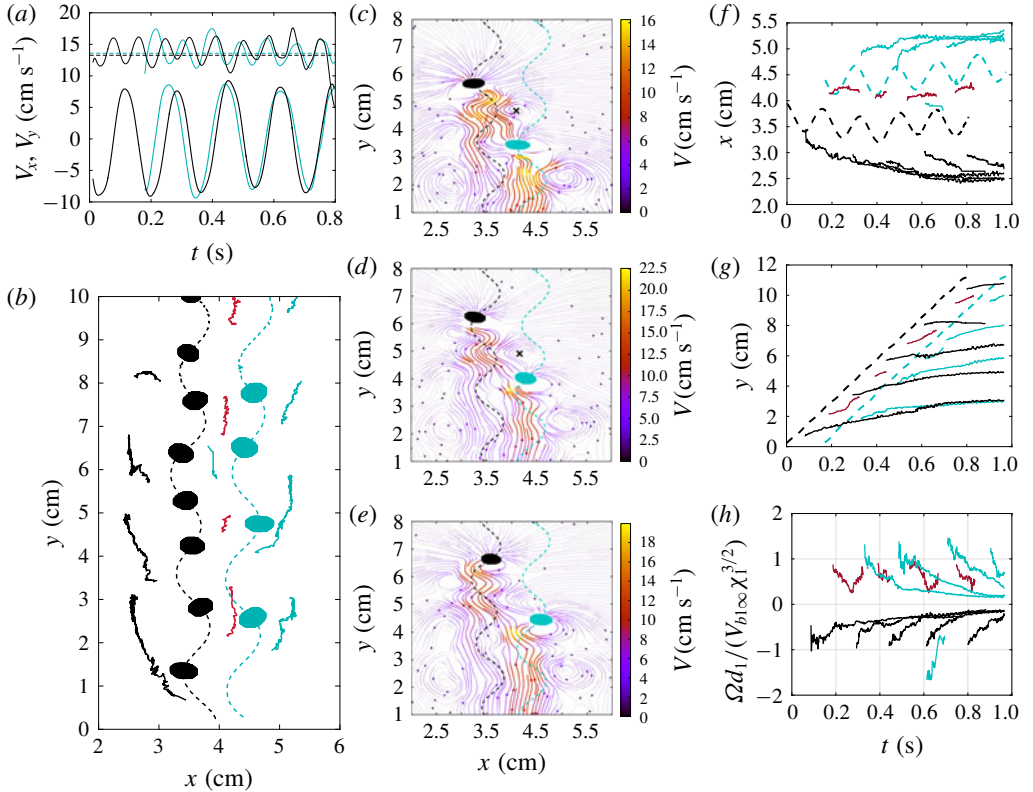 (a)
20
15
10
5
0
−5
−10
V_x, V_y (cm s⁻¹)
0 0.2 0.4 0.6 0.8
t (s)
(b)
10
9
8
7
6
5
4
3
2
1
0
y (cm)
2 3 4 5 6
x (cm)
(c)
8
7
6
5
4
3
2
1
y (cm)
2.5 3.5 4.5 5.5
16
14
12
10
8
6
4
2
0
V(cm s⁻¹)
(d)
8
7
6
5
4
3
2
1
y (cm)
2.5 3.5 4.5 5.5
22.5
20.0
17.5
15.0
12.5
10.0
7.5
5.0
2.5
0
V(cm s⁻¹)
(e)
8
7
6
5
4
3
2
1
y (cm)
2.5 3.5 4.5 5.5
x (cm)
18
16
14
12
10
8
6
4
2
0
V(cm s⁻¹)
(f)
5.5
5.0
4.5
4.0
3.5
3.0
2.5
2.0
x (cm)
0 0.2 0.4 0.6 0.8 1.0
(g)
12
10
8
6
4
2
0
y (cm)
0 0.2 0.4 0.6 0.8 1.0
(h)
2
1
0
−1
−2
Ωd₁/(V_{b1∞}χ₁^{3/2})
0 0.2 0.4 0.6 0.8 1.0
t (s)